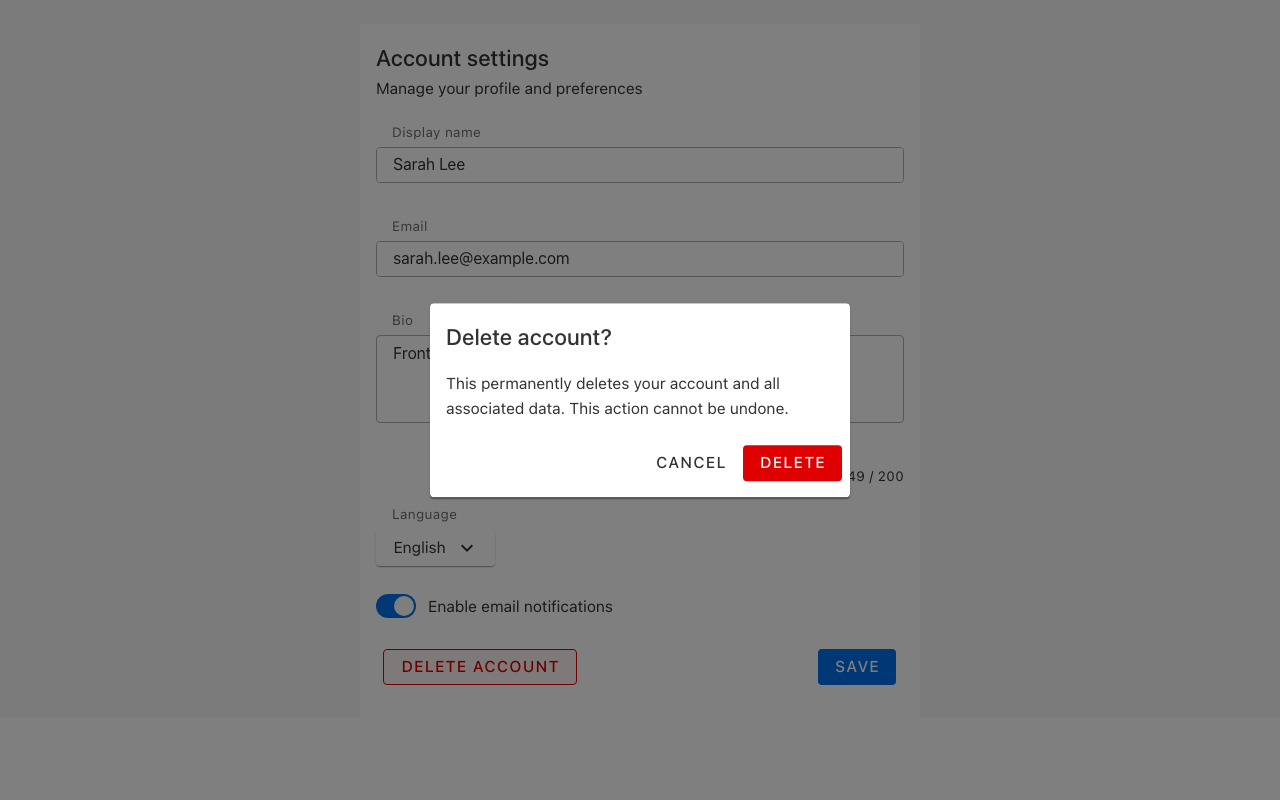 Account settings
Manage your profile and preferences
Display name
Sarah Lee
Email
sarah.lee@example.com
Bio
Delete account?
This permanently deletes your account and all
associated data. This action cannot be undone.
CANCEL
DELETE
/ 200
Language
English
Enable email notifications
DELETE ACCOUNT
SAVE